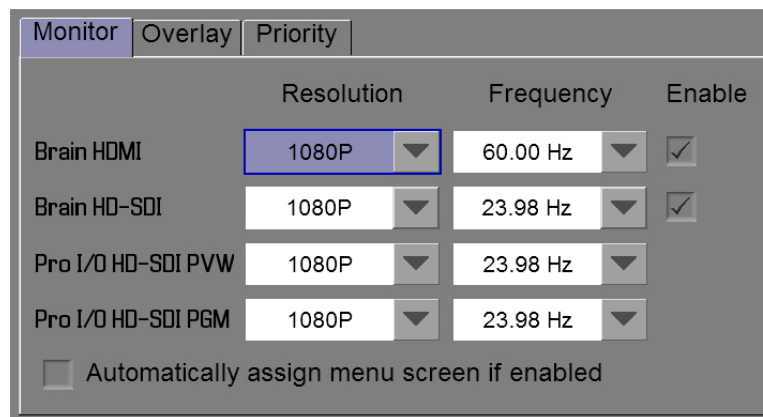 Monitor Overlay Priority
Resolution Frequency Enable
Brain HDMI 1080P 60.00 Hz
Brain HD-SDI 1080P 23.98 Hz
Pro I/O HD-SDI PVW 1080P 23.98 Hz
Pro I/O HD-SDI PGM 1080P 23.98 Hz
Automatically assign menu screen if enabled